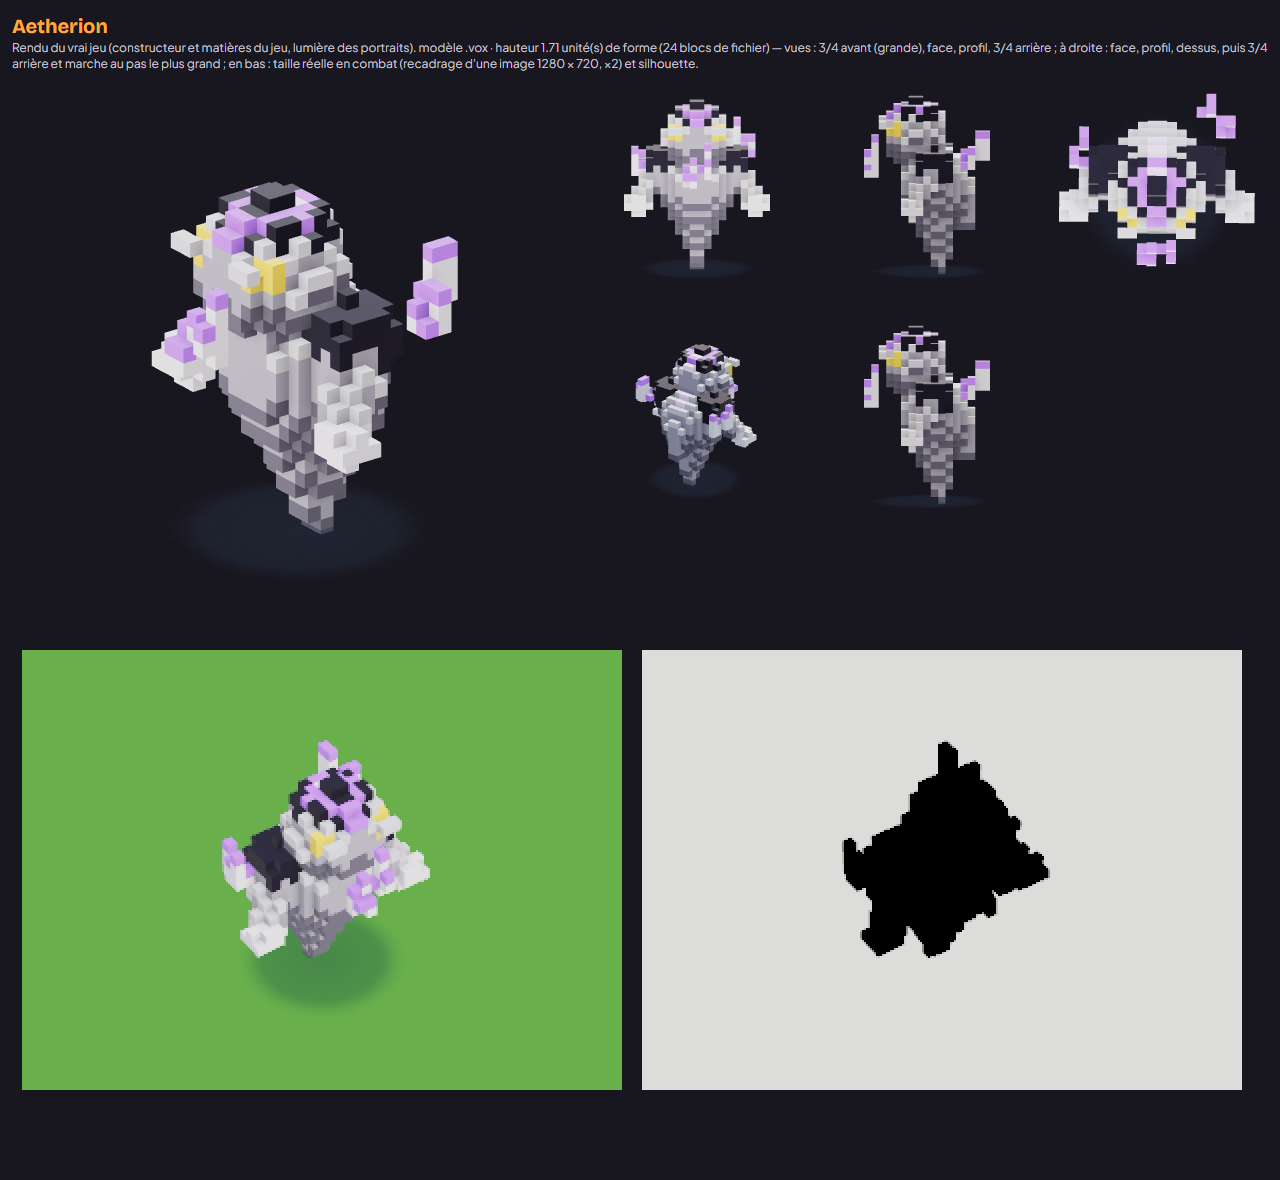 Aetherion
Rendu du vrai jeu (constructeur et matières du jeu, lumière des portraits). modèle .vox · hauteur 1.71 unité(s) de forme (24 blocs de fichier) — vues : 3/4 avant (grande), face, profil, 3/4 arrière ; à droite : face, profil, dessus, puis 3/4
arrière et marche au pas le plus grand ; en bas : taille réelle en combat (recadrage d'une image 1280 × 720, ×2) et silhouette.